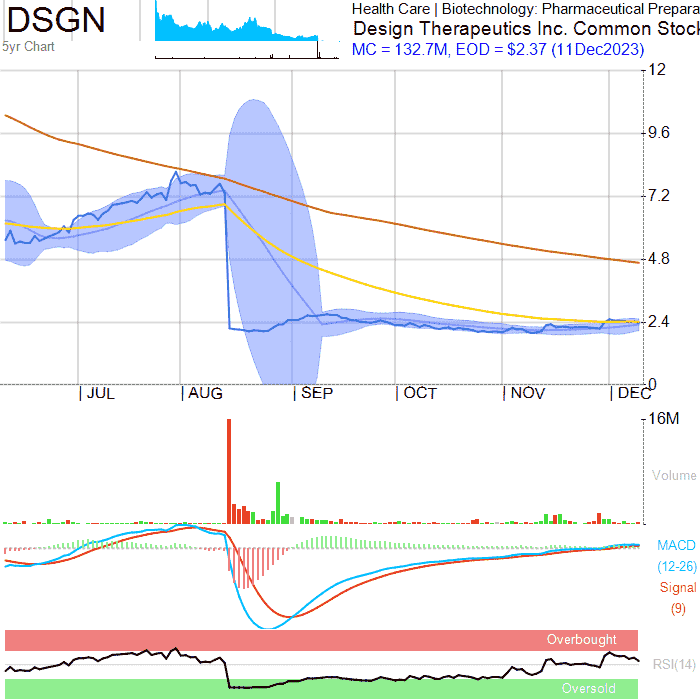 DSGN
5yr Chart
Health Care | Biotechnology: Pharmaceutical Prepara
Design Therapeutics Inc. Common Stock
MC = 132.7M, EOD = $2.37 (11Dec2023)
12
9.6
7.2
4.8
2.4
0
JUL AUG SEP OCT NOV DEC
16M
Volume
MACD
(12-26)
Signal
(9)
Overbought
RSI(14)
Oversold